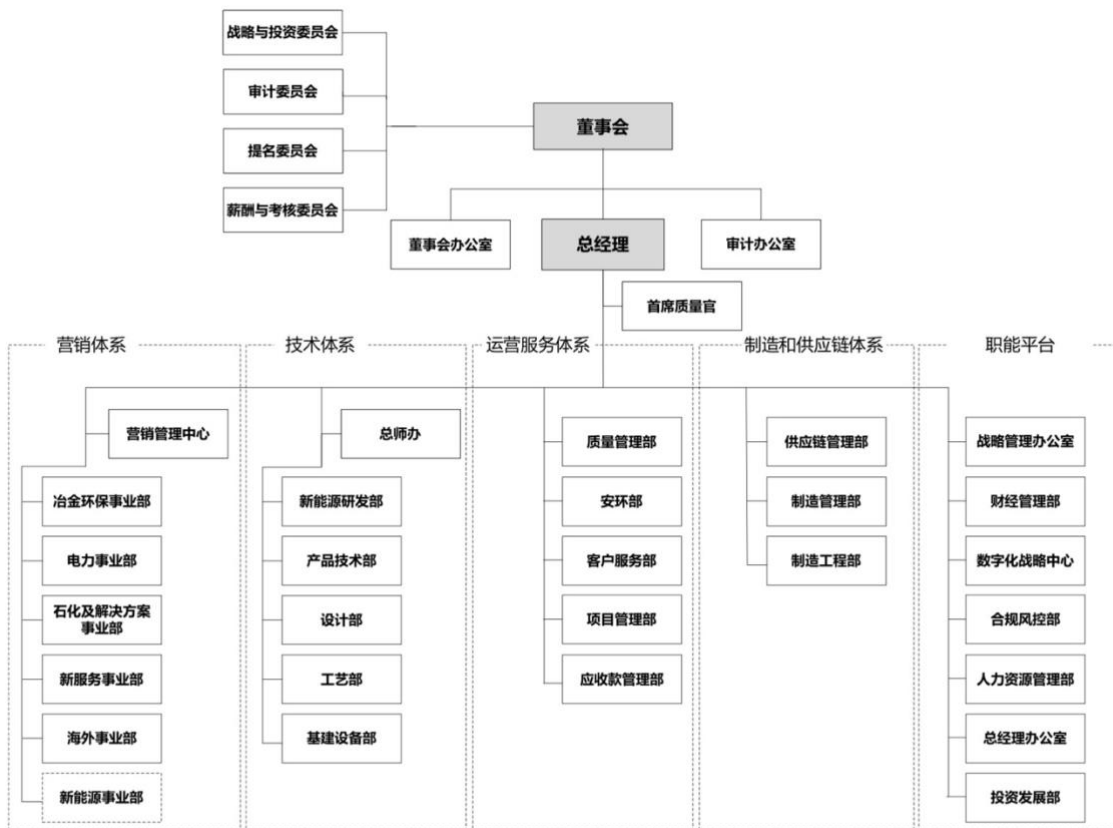 战略与投资委员会
审计委员会
提名委员会
薪酬与考核委员会
董事会
董事会办公室
总经理
审计办公室
首席质量官
营销体系
技术体系
运营服务体系
制造和供应链体系
职能平台
营销管理中心
冶金环保事业部
电力事业部
石化及解决方案
事业部
新服务事业部
海外事业部
新能源事业部
总师办
新能源研发部
产品技术部
设计部
工艺部
基建设备部
质量管理部
安环部
客户服务部
项目管理部
应收款管理部
供应链管理部
制造管理部
制造工程部
战略管理办公室
财经管理部
数字化战略中心
合规风控部
人力资源管理部
总经理办公室
投资发展部